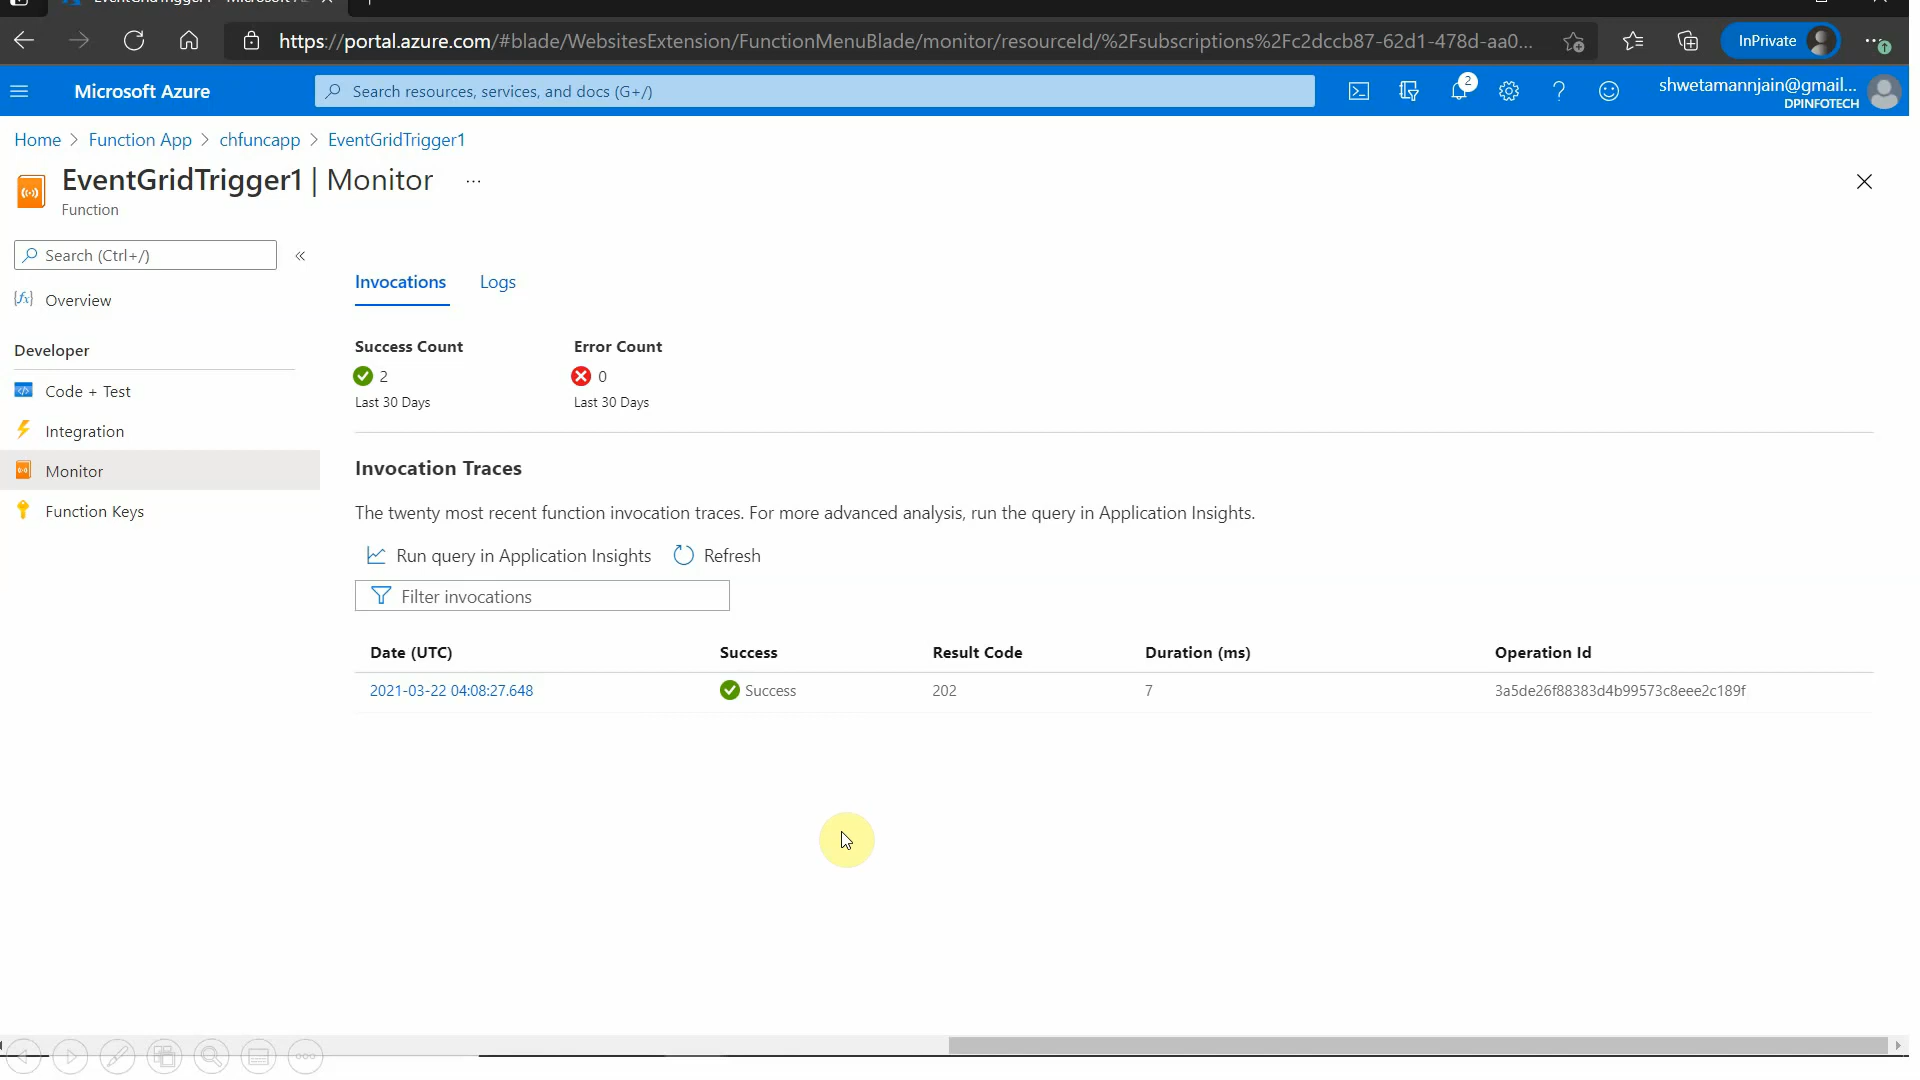 https://portal.azure.com/#blade/WebsitesExtension/FunctionMenuBlade/monitor/resourceId/%2Fsubscriptions%2Fc2dccb87-62d1-478d-aa0...
InPrivate
Microsoft Azure
Search resources, services, and docs (G+/)
2
shwetamannjain@gmail...
DPINFOTECH
Home > Function App > chfuncapp > EventGridTrigger1
EventGridTrigger1 | Monitor ...
Function
Search (Ctrl+/)
«
Overview
Developer
Code + Test
Integration
Monitor
Function Keys
Invocations Logs
Success Count Error Count
2 0
Last 30 Days Last 30 Days
Invocation Traces
The twenty most recent function invocation traces. For more advanced analysis, run the query in Application Insights.
Run query in Application Insights Refresh
Filter invocations
Date (UTC) Success Result Code Duration (ms) Operation Id
2021-03-22 04:08:27.648 Success 202 7 3a5de26f88383d4b99573c8eee2c189f